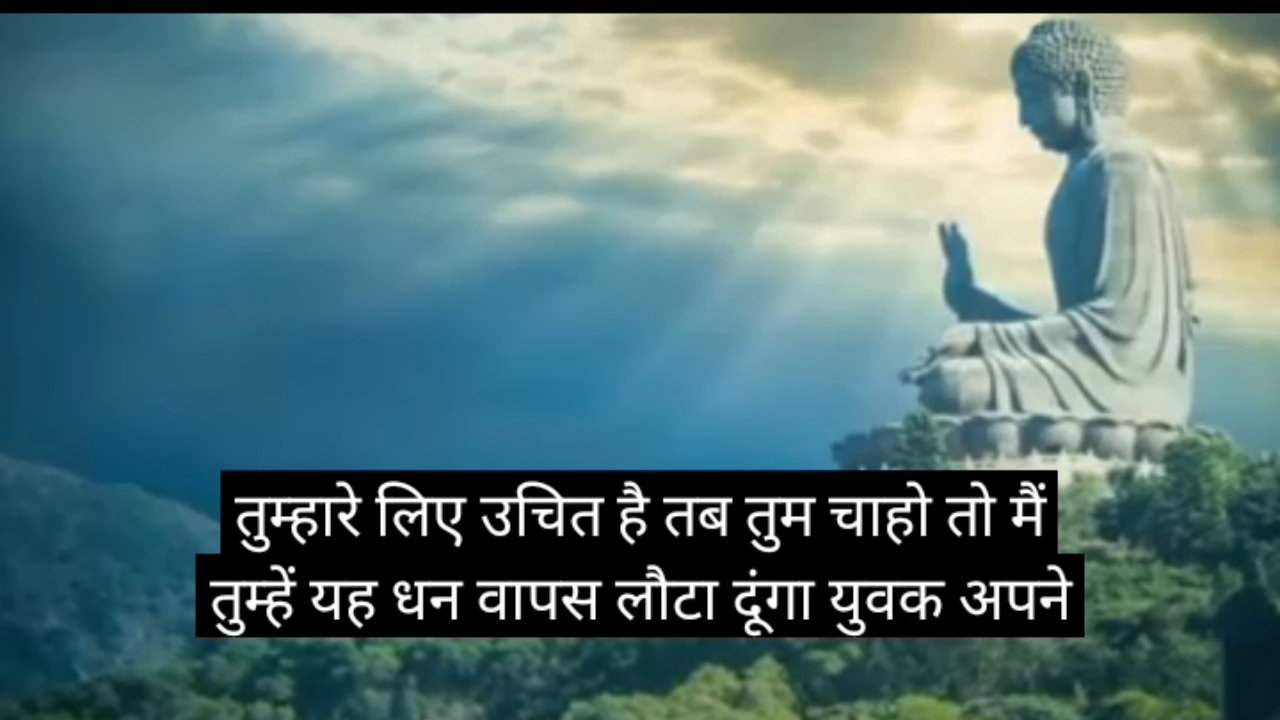 तुम्हारे लिए उचित है तब तुम चाहो तो मैं
तुम्हें यह धन वापस लौटा दूंगा युवक अपने